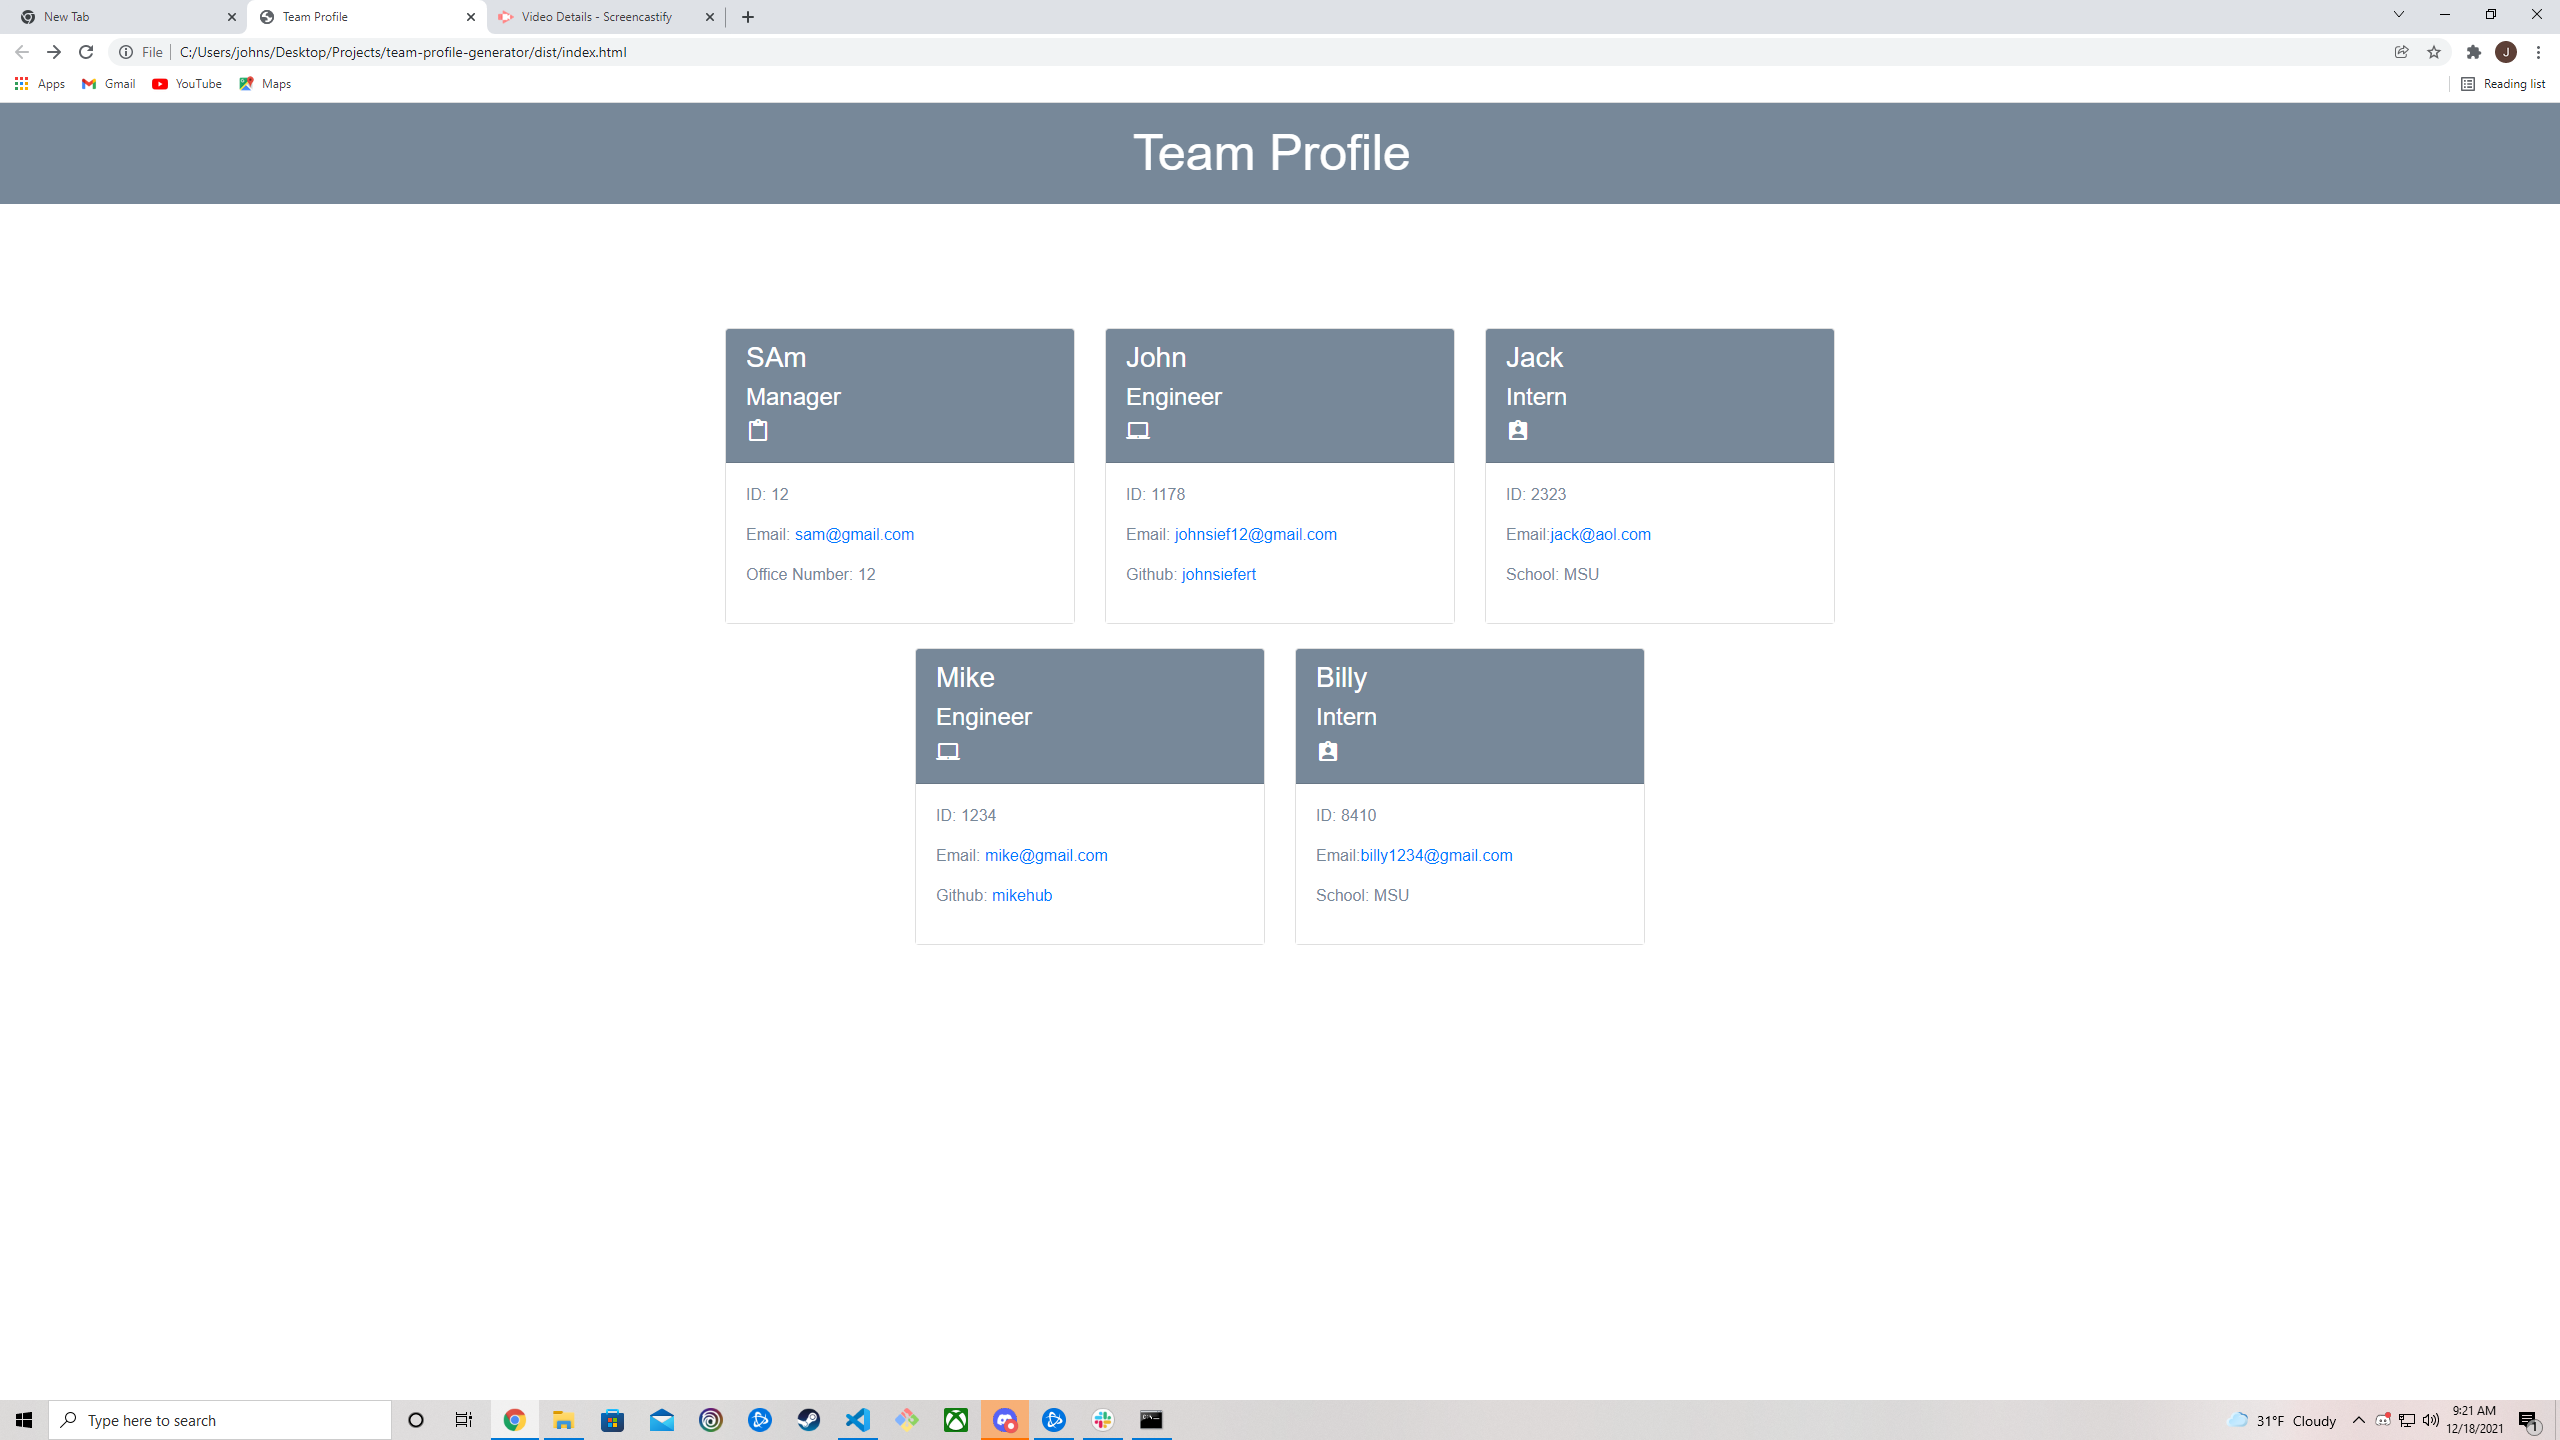 New Tab
Team Profile
Video Details - Screencastify
File
C:/Users/johns/Desktop/Projects/team-profile-generator/dist/index.html
J
Apps
Gmail
YouTube
Maps
Reading list
Team Profile
SAm
Manager
ID: 12
Email: sam@gmail.com
Office Number: 12
John
Engineer
ID: 1178
Email: johnsief12@gmail.com
Github: johnsiefert
Jack
Intern
ID: 2323
Email:jack@aol.com
School: MSU
Mike
Engineer
ID: 1234
Email: mike@gmail.com
Github: mikehub
Billy
Intern
ID: 8410
Email:billy1234@gmail.com
School: MSU
Type here to search
31°F Cloudy
9:21 AM
12/18/2021
1